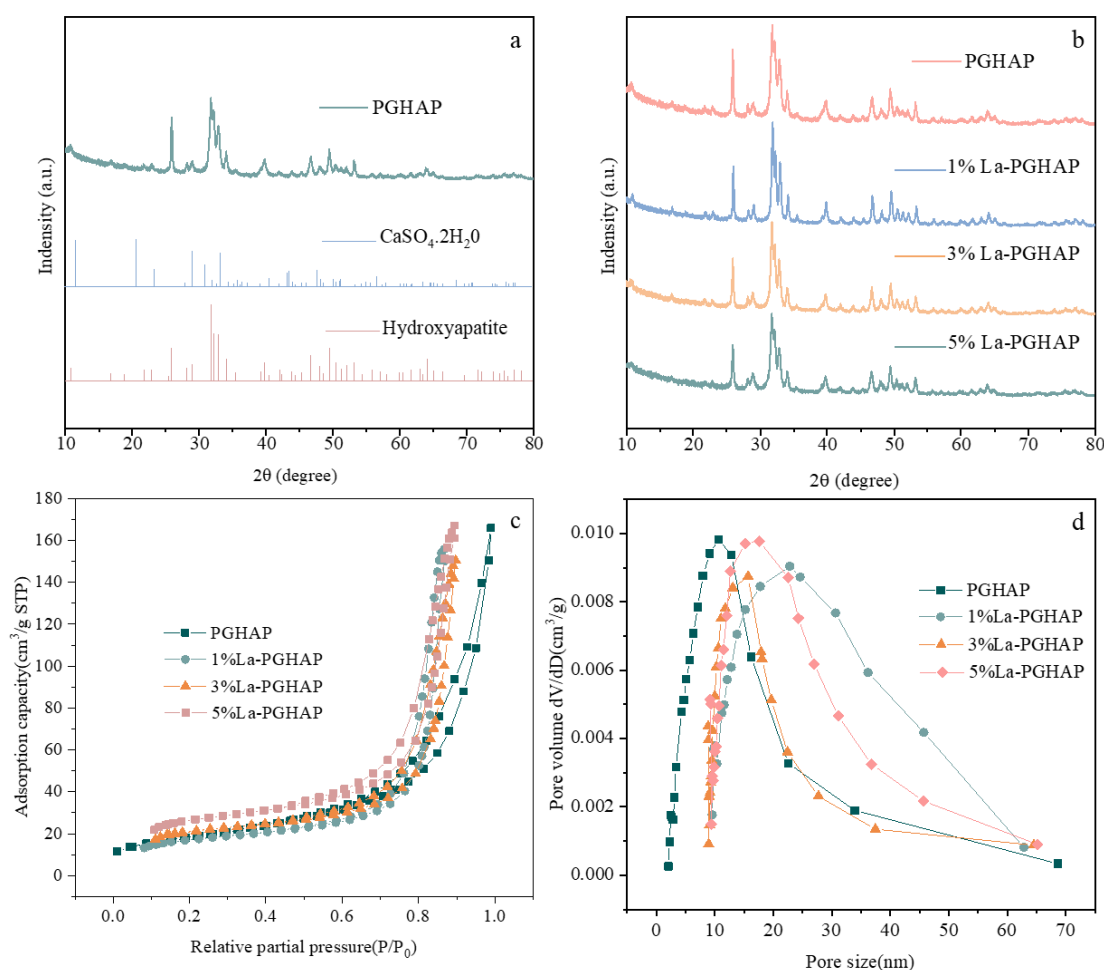 a
PGHAP
CaSO₄.2H₂0
Hydroxyapatite
Indensity (a.u.)
10 20 30 40 50 60 70 80
2θ (degree)
b
PGHAP
1% La-PGHAP
3% La-PGHAP
5% La-PGHAP
Indensity (a.u.)
10 20 30 40 50 60 70 80
2θ (degree)
c
180
160
140
120
100
80
60
40
20
0
Adsorption capacity(cm³/g STP)
PGHAP
1%La-PGHAP
3%La-PGHAP
5%La-PGHAP
0.0 0.2 0.4 0.6 0.8 1.0
Relative partial pressure(P/P₀)
d
0.010
0.008
0.006
0.004
0.002
0.000
Pore volume dV/dD(cm³/g)
PGHAP
1%La-PGHAP
3%La-PGHAP
5%La-PGHAP
0 10 20 30 40 50 60 70 80
Pore size(nm)